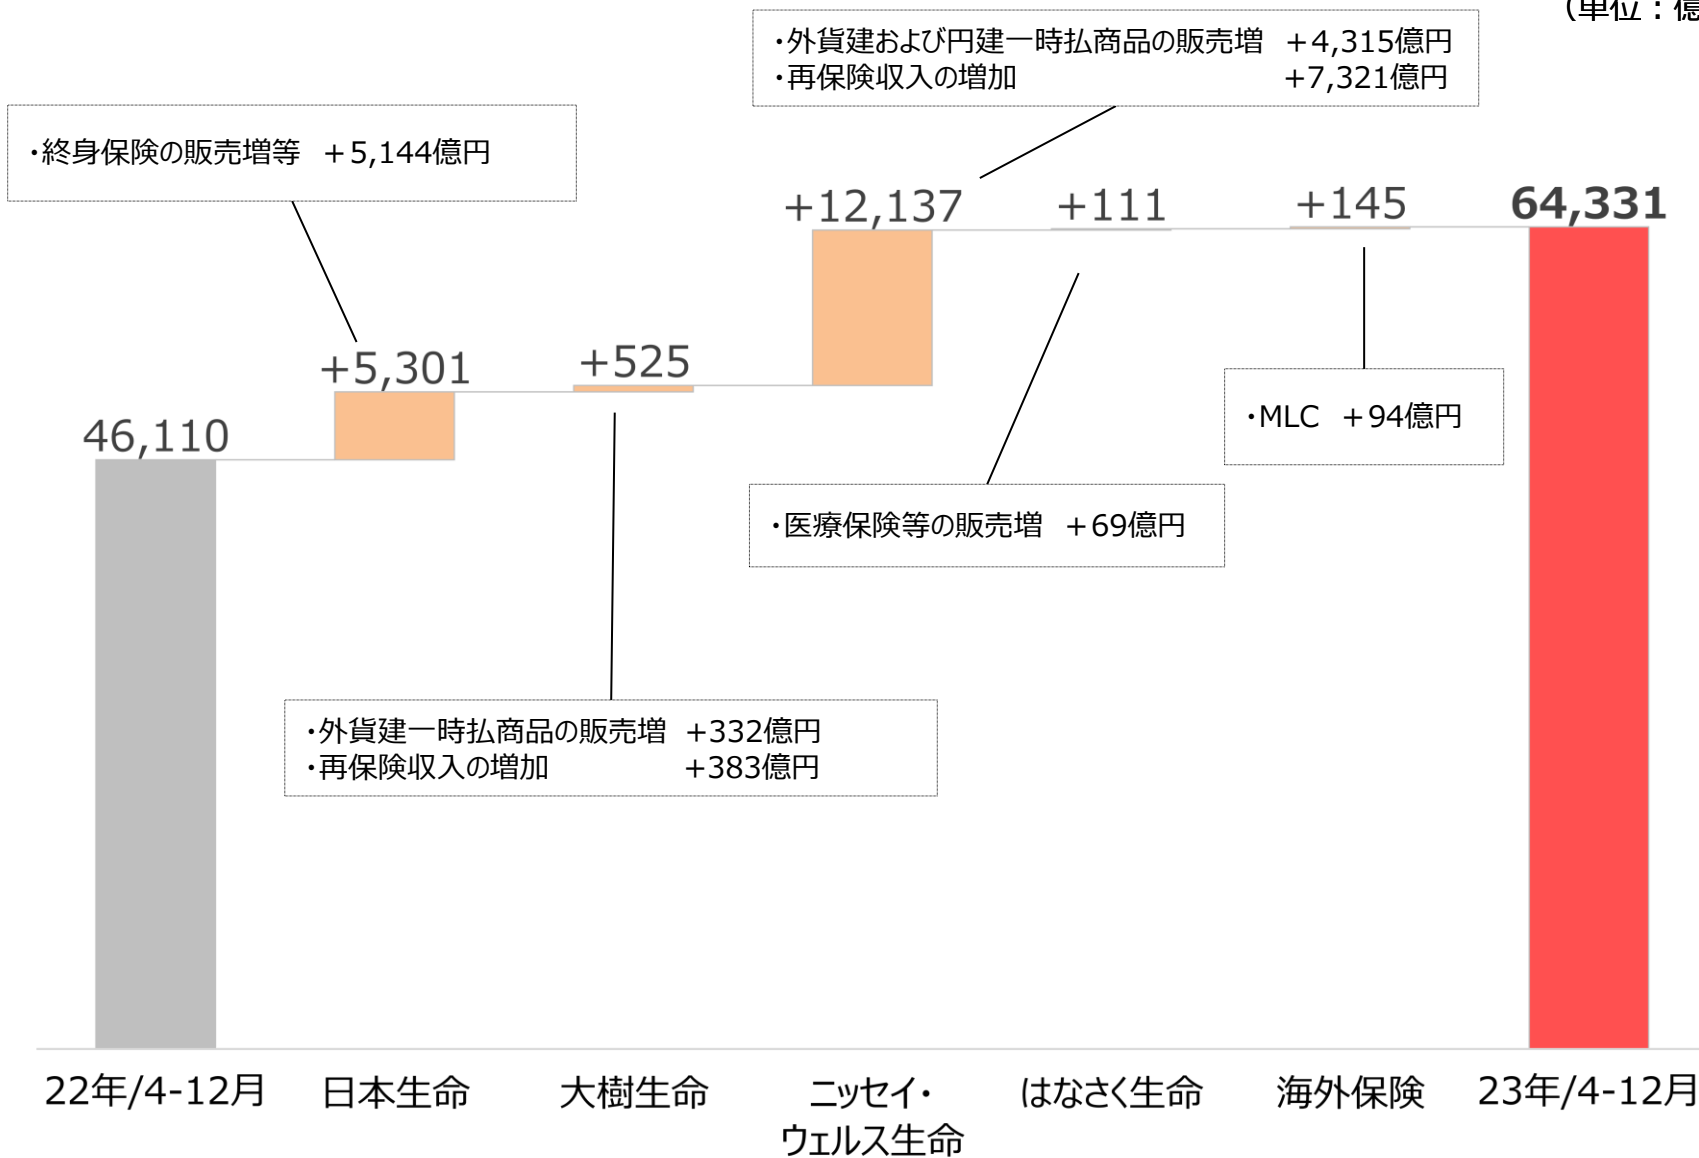 （単位：億
・外貨建および円建一時払商品の販売増 +4,315億円
・再保険収入の増加 +7,321億円
・終身保険の販売増等 +5,144億円
+12,137
+111
+145
64,331
+5,301
+525
46,110
・MLC +94億円
・医療保険等の販売増 +69億円
・外貨建一時払商品の販売増 +332億円
・再保険収入の増加 +383億円
22年/4-12月
日本生命
大樹生命
ニッセイ・
ウェルス生命
はなさく生命
海外保険
23年/4-12月